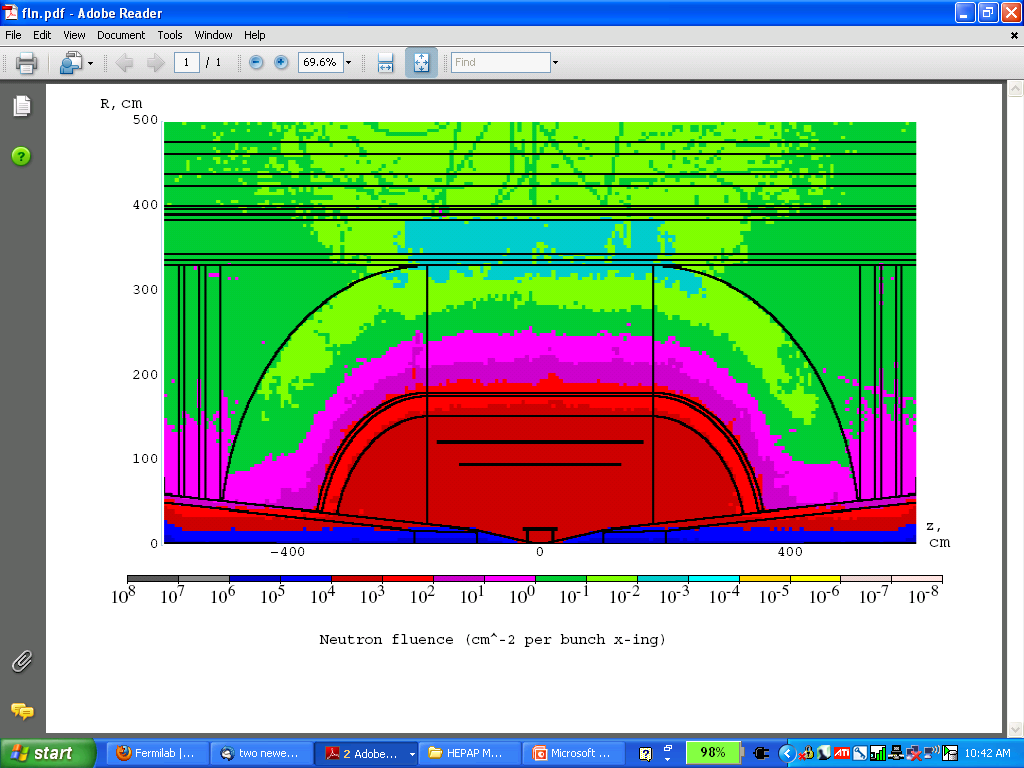 fln.pdf - Adobe Reader
File Edit View Document Tools Window Help
1 / 1 69.6% Find
R, cm
500
400
300
200
100
0
-400 0 400
z,
cm
10^8 10^7 10^6 10^5 10^4 10^3 10^2 10^1 10^0 10^-1 10^-2 10^-3 10^-4 10^-5 10^-6 10^-7 10^-8
Neutron fluence (cm^-2 per bunch x-ing)
start Fermilab |... two newe... 2 Adobe... HEPAP M... Microsoft ... 98% ATI 10:42 AM